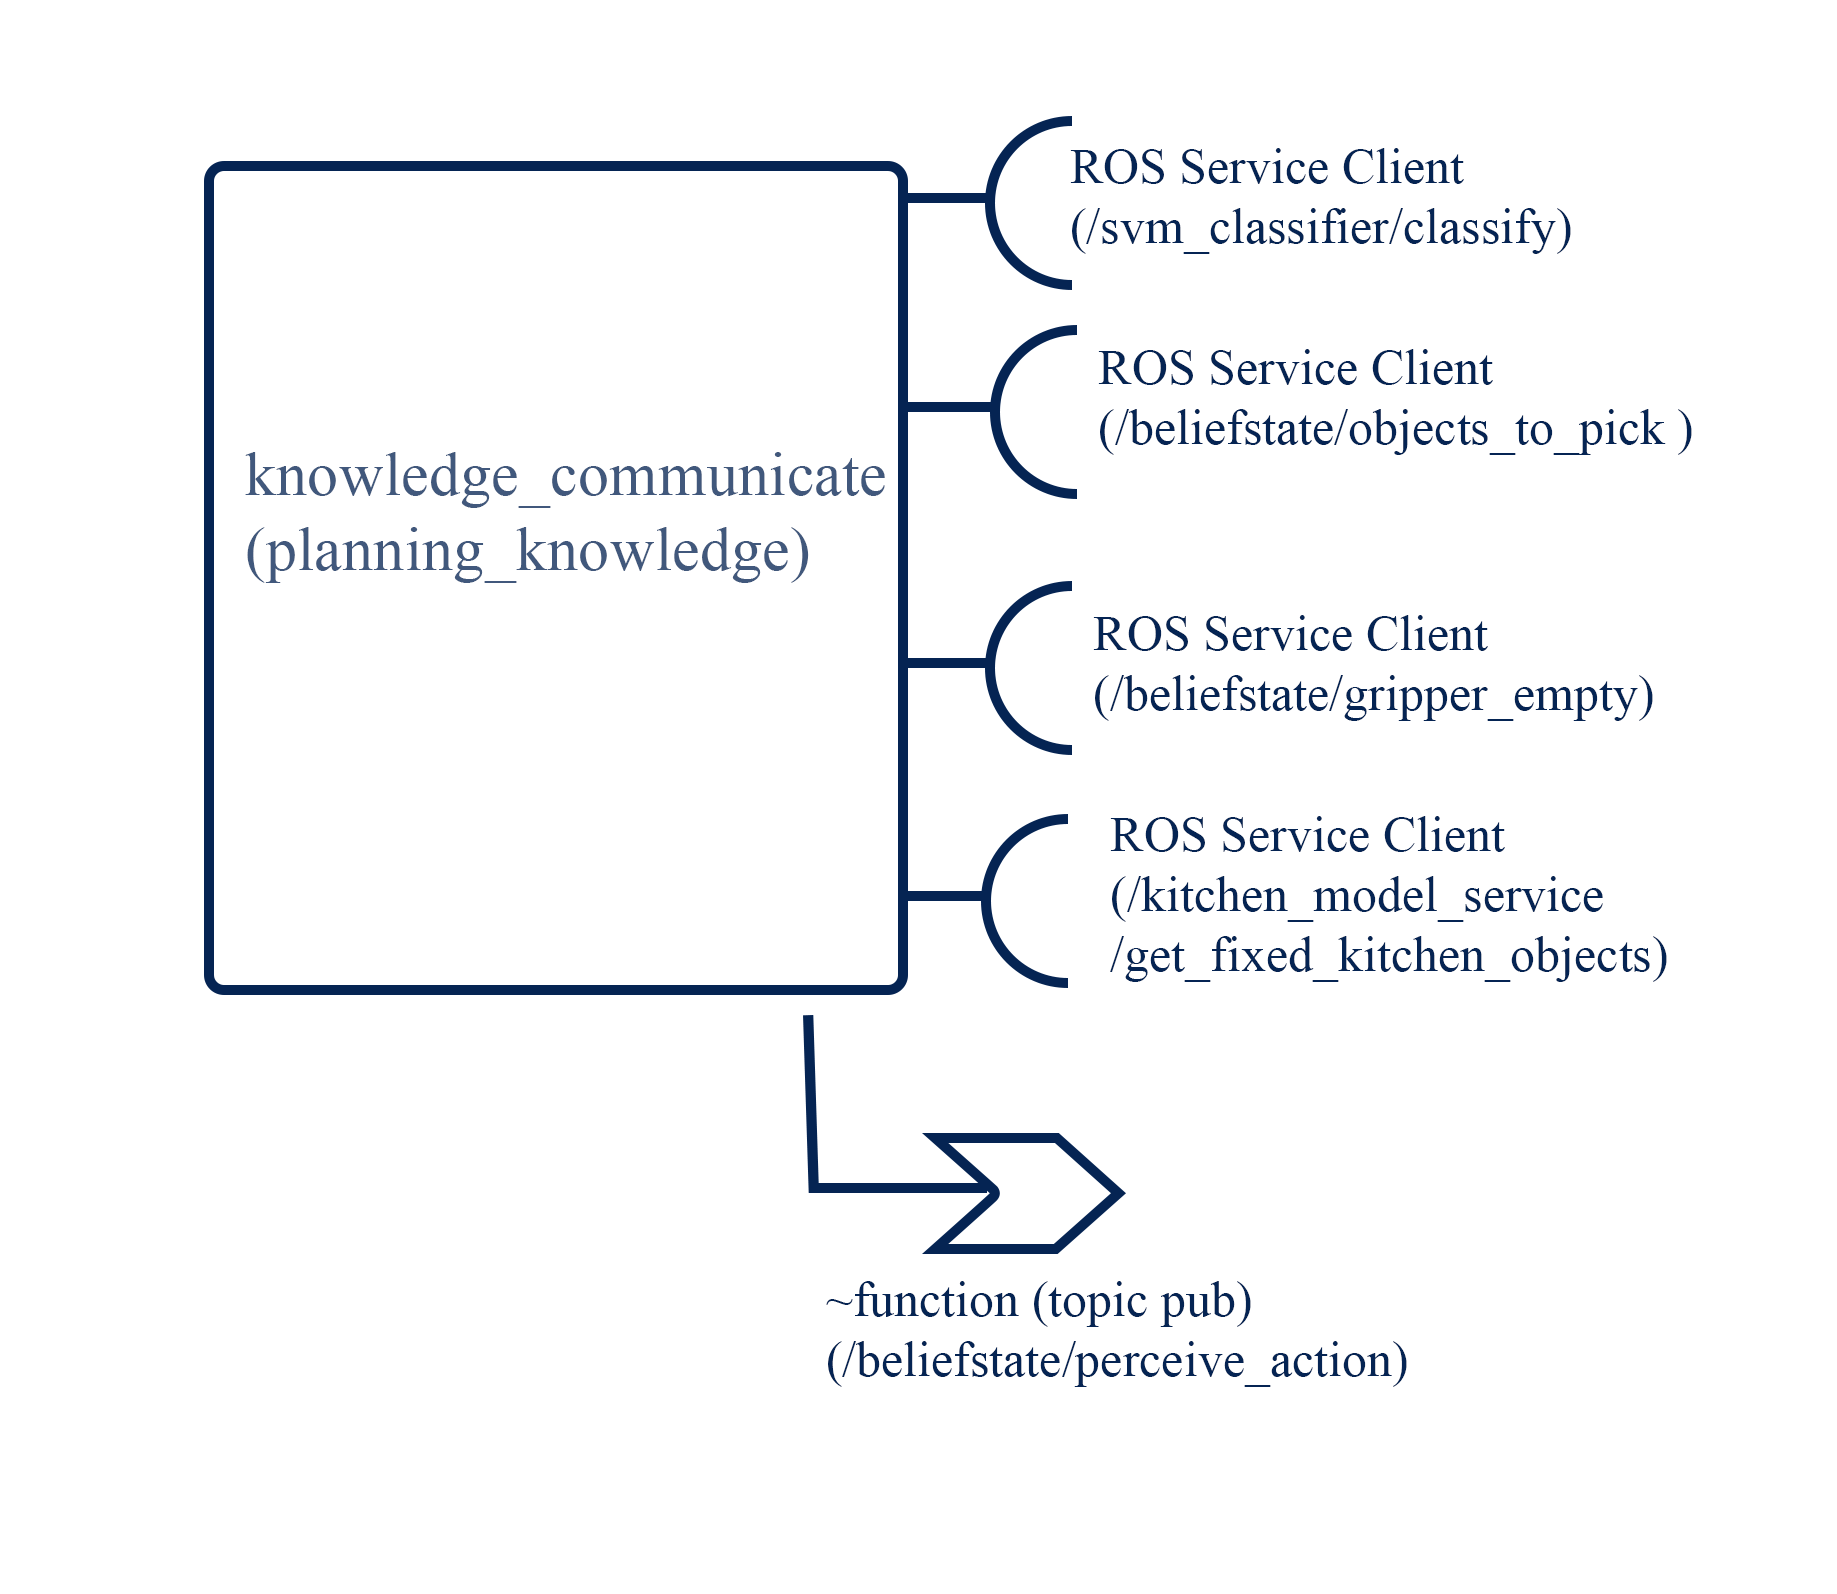 knowledge_communicate
(planning_knowledge)
ROS Service Client
(/svm_classifier/classify)
ROS Service Client
(/beliefstate/objects_to_pick )
ROS Service Client
(/beliefstate/gripper_empty)
ROS Service Client
(/kitchen_model_service
/get_fixed_kitchen_objects)
~function (topic pub)
(/beliefstate/perceive_action)